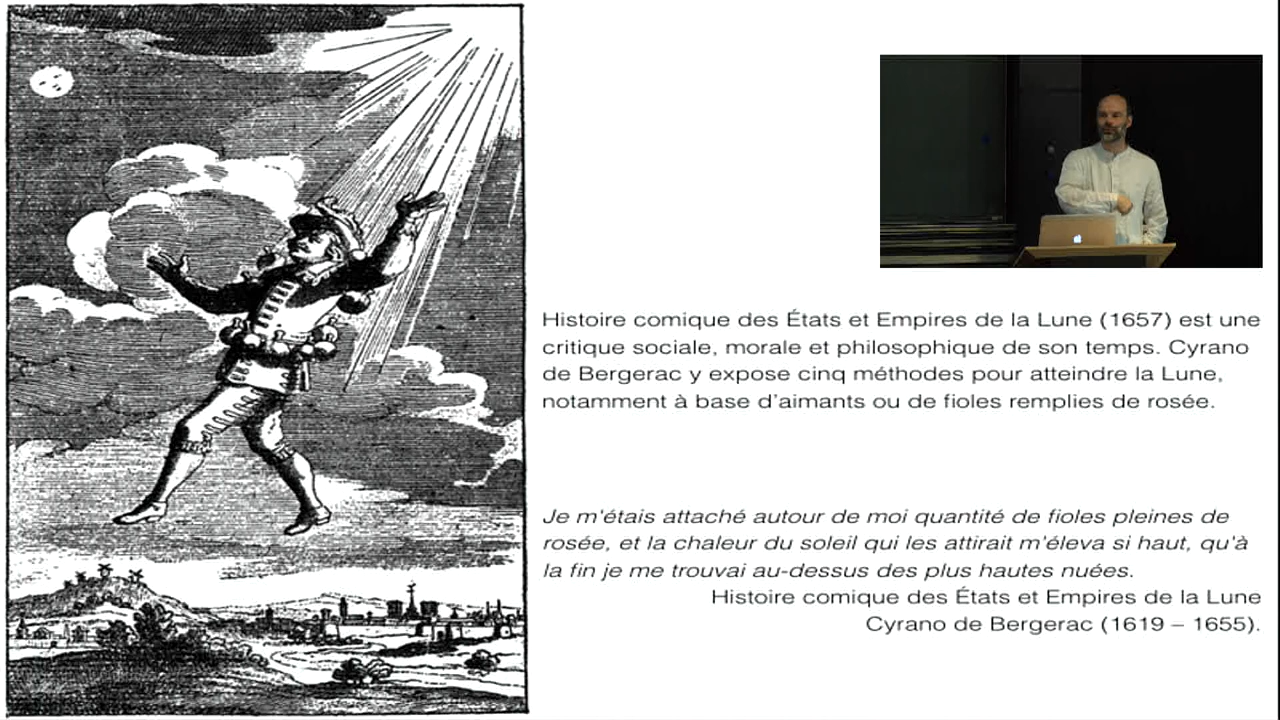 Histoire comique des États et Empires de la Lune (1657) est une
critique sociale, morale et philosophique de son temps. Cyrano
de Bergerac y expose cinq méthodes pour atteindre la Lune,
notamment à base d'aimants ou de fioles remplies de rosée.
Je m'étais attaché autour de moi quantité de fioles pleines de
rosée, et la chaleur du soleil qui les attirait m'éleva si haut, qu'à
la fin je me trouvai au-dessus des plus hautes nuées.
Histoire comique des États et Empires de la Lune
Cyrano de Bergerac (1619 – 1655).